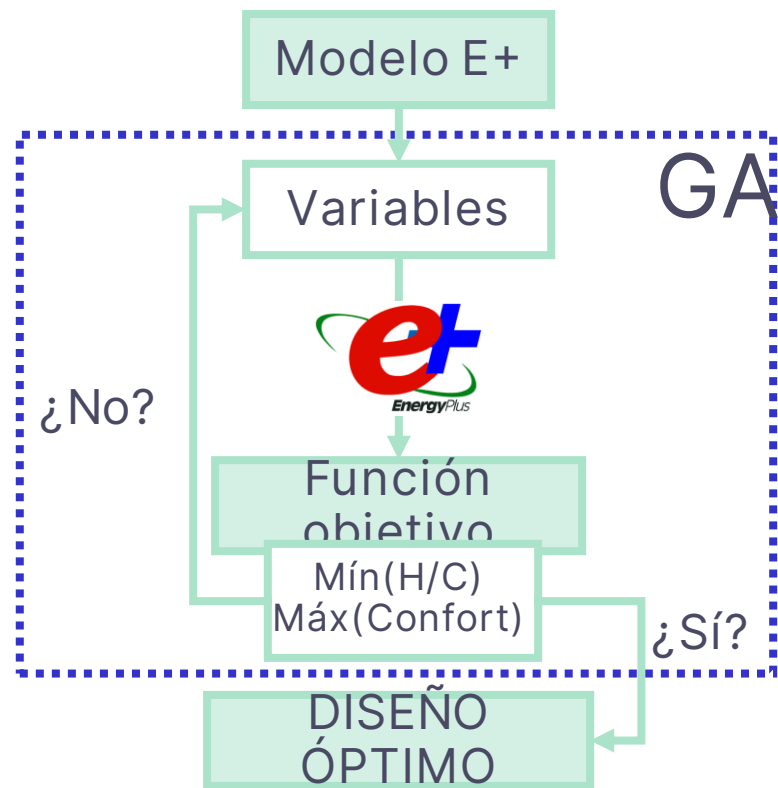 Modelo E+
GA
Variables
e+
EnergyPlus
¿No?
Función
objetivo
Mín(H/C)
Máx(Confort)
¿Sí?
DISEÑO
ÓPTIMO